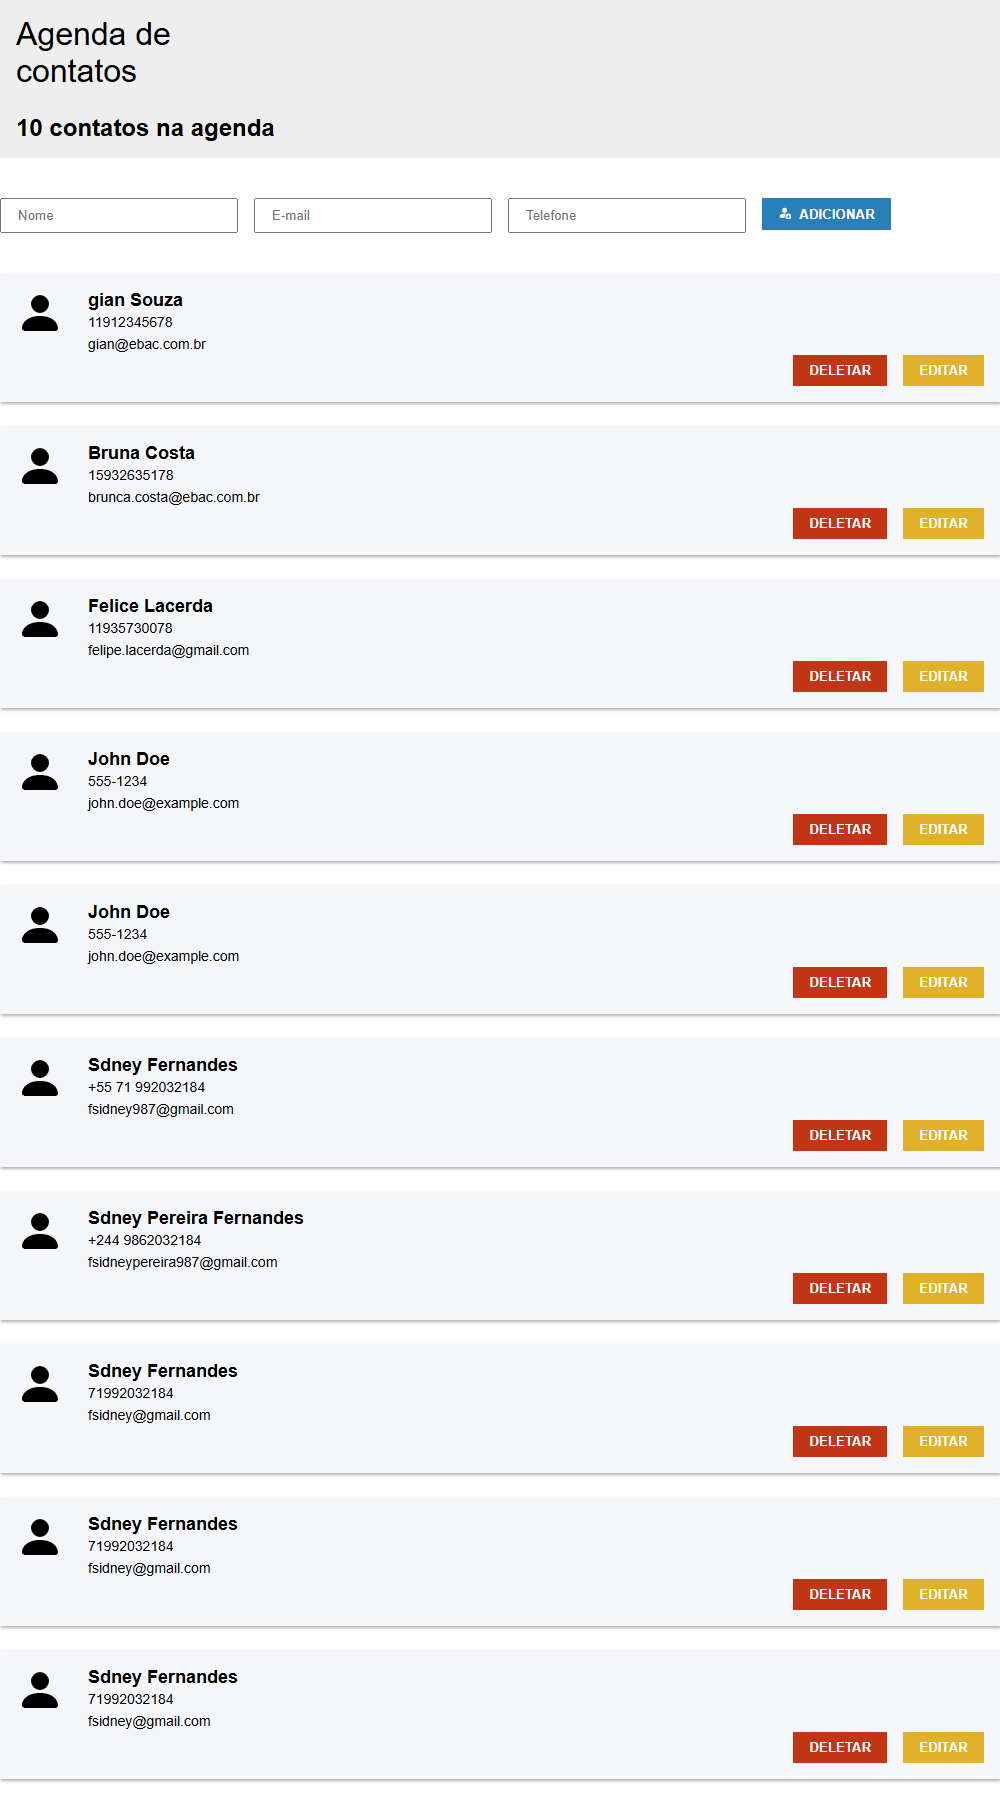 Agenda de
contatos
10 contatos na agenda
Nome E-mail Telefone ADICIONAR
gian Souza
11912345678
gian@ebac.com.br
DELETAR EDITAR
Bruna Costa
15932635178
brunca.costa@ebac.com.br
DELETAR EDITAR
Felice Lacerda
11935730078
felipe.lacerda@gmail.com
DELETAR EDITAR
John Doe
555-1234
john.doe@example.com
DELETAR EDITAR
John Doe
555-1234
john.doe@example.com
DELETAR EDITAR
Sdney Fernandes
+55 71 992032184
fsidney987@gmail.com
DELETAR EDITAR
Sdney Pereira Fernandes
+244 9862032184
fsidneypereira987@gmail.com
DELETAR EDITAR
Sdney Fernandes
71992032184
fsidney@gmail.com
DELETAR EDITAR
Sdney Fernandes
71992032184
fsidney@gmail.com
DELETAR EDITAR
Sdney Fernandes
71992032184
fsidney@gmail.com
DELETAR EDITAR